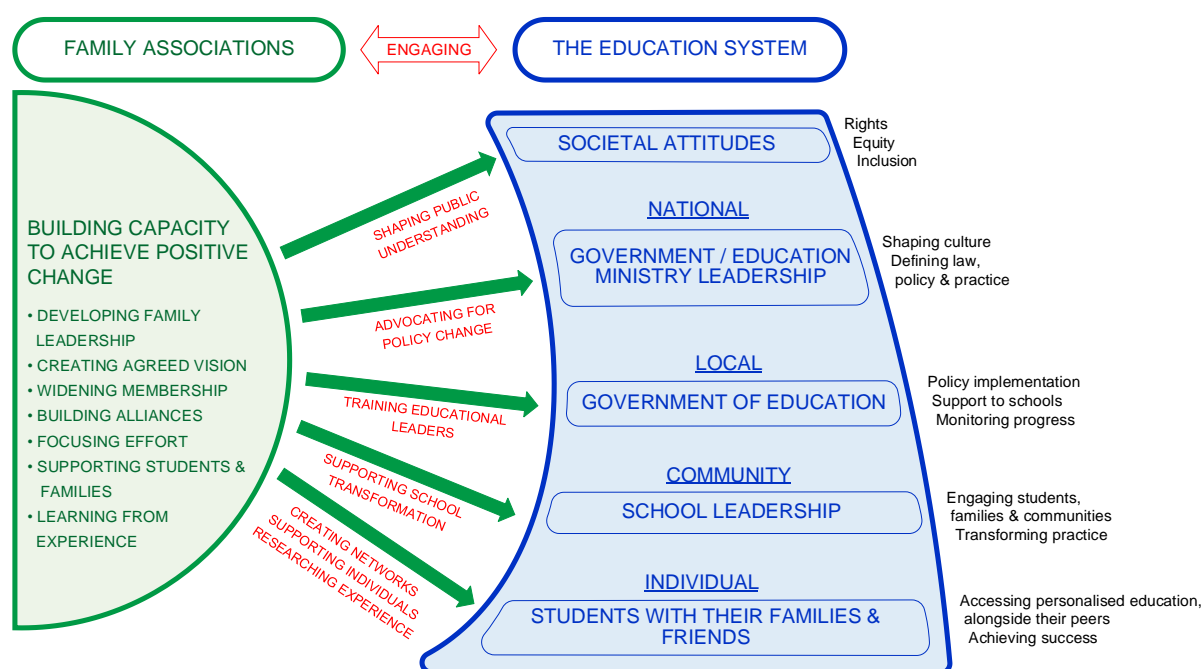 FAMILY ASSOCIATIONS
ENGAGING
THE EDUCATION SYSTEM
BUILDING CAPACITY
TO ACHIEVE POSITIVE
CHANGE
• DEVELOPING FAMILY
LEADERSHIP
• CREATING AGREED VISION
• WIDENING MEMBERSHIP
• BUILDING ALLIANCES
• FOCUSING EFFORT
• SUPPORTING STUDENTS &
FAMILIES
• LEARNING FROM
EXPERIENCE
SHAPING PUBLIC
UNDERSTANDING
ADVOCATING FOR
POLICY CHANGE
TRAINING EDUCATIONAL
LEADERS
SUPPORTING SCHOOL
TRANSFORMATION
CREATING NETWORKS
SUPPORTING INDIVIDUALS
RESEARCHING EXPERIENCE
SOCIETAL ATTITUDES
Rights
Equity
Inclusion
NATIONAL
GOVERNMENT / EDUCATION
MINISTRY LEADERSHIP
Shaping culture
Defining law,
policy & practice
LOCAL
GOVERNMENT OF EDUCATION
Policy implementation
Support to schools
Monitoring progress
COMMUNITY
SCHOOL LEADERSHIP
Engaging students,
families & communities
Transforming practice
INDIVIDUAL
STUDENTS WITH THEIR FAMILIES &
FRIENDS
Accessing personalised education,
alongside their peers
Achieving success